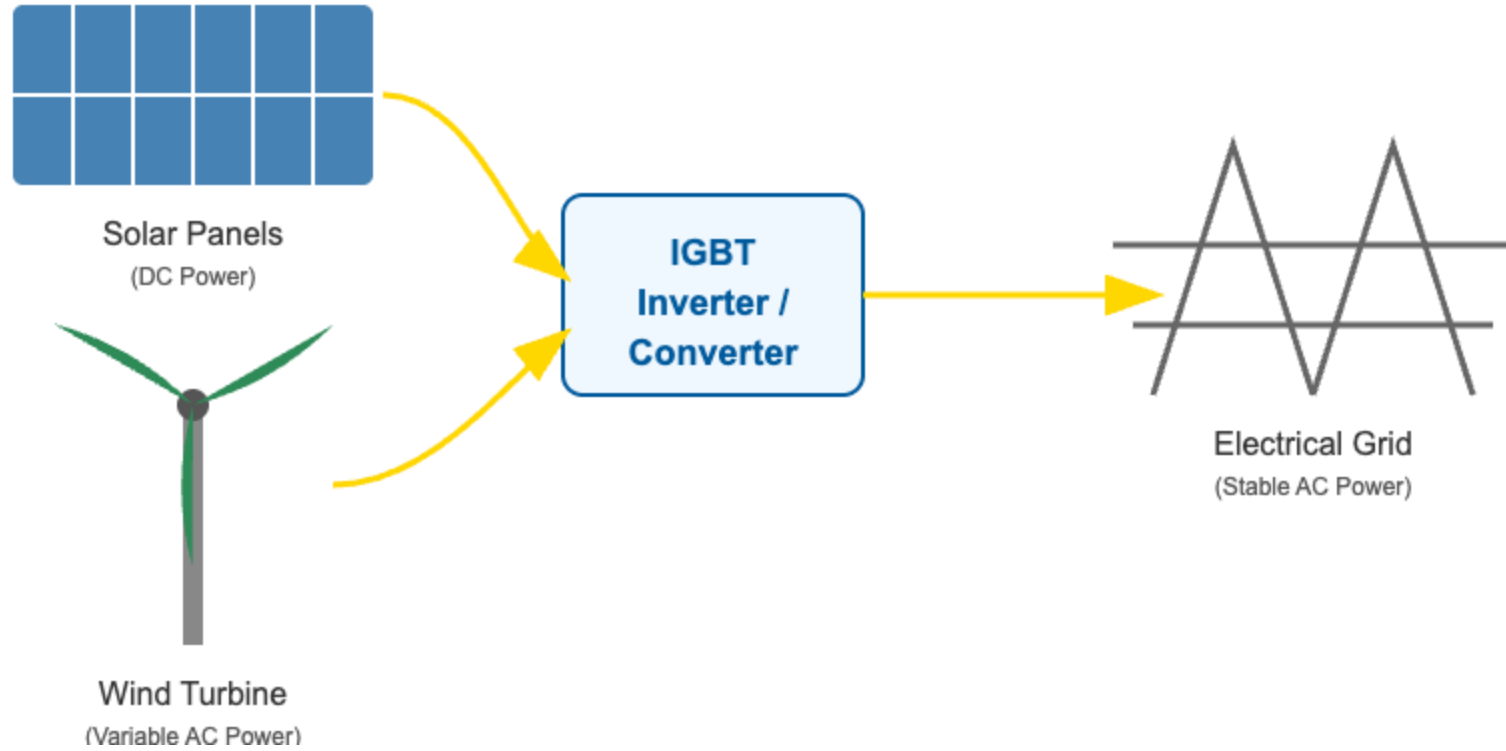 Solar Panels
(DC Power)
IGBT
Inverter /
Converter
Electrical Grid
(Stable AC Power)
Wind Turbine
(Variable AC Power)